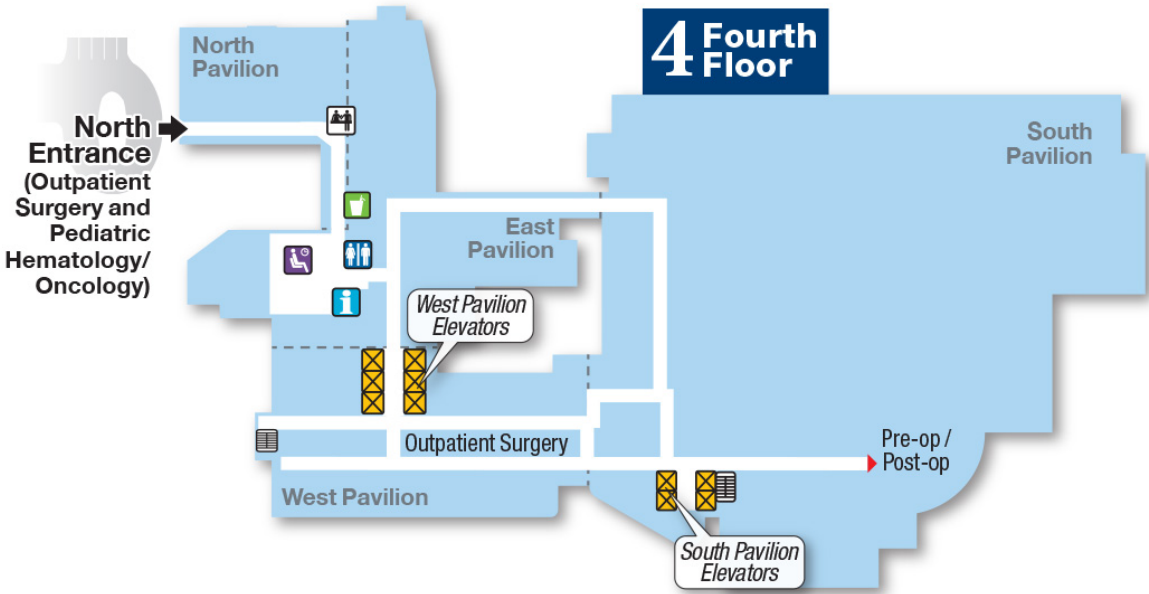 4 Fourth
Floor
North
Pavilion
North
Entrance
(Outpatient
Surgery and
Pediatric
Hematology/
Oncology)
South
Pavilion
East
Pavilion
i
West Pavilion
Elevators
Outpatient Surgery
Pre-op /
Post-op
West Pavilion
South Pavilion
Elevators